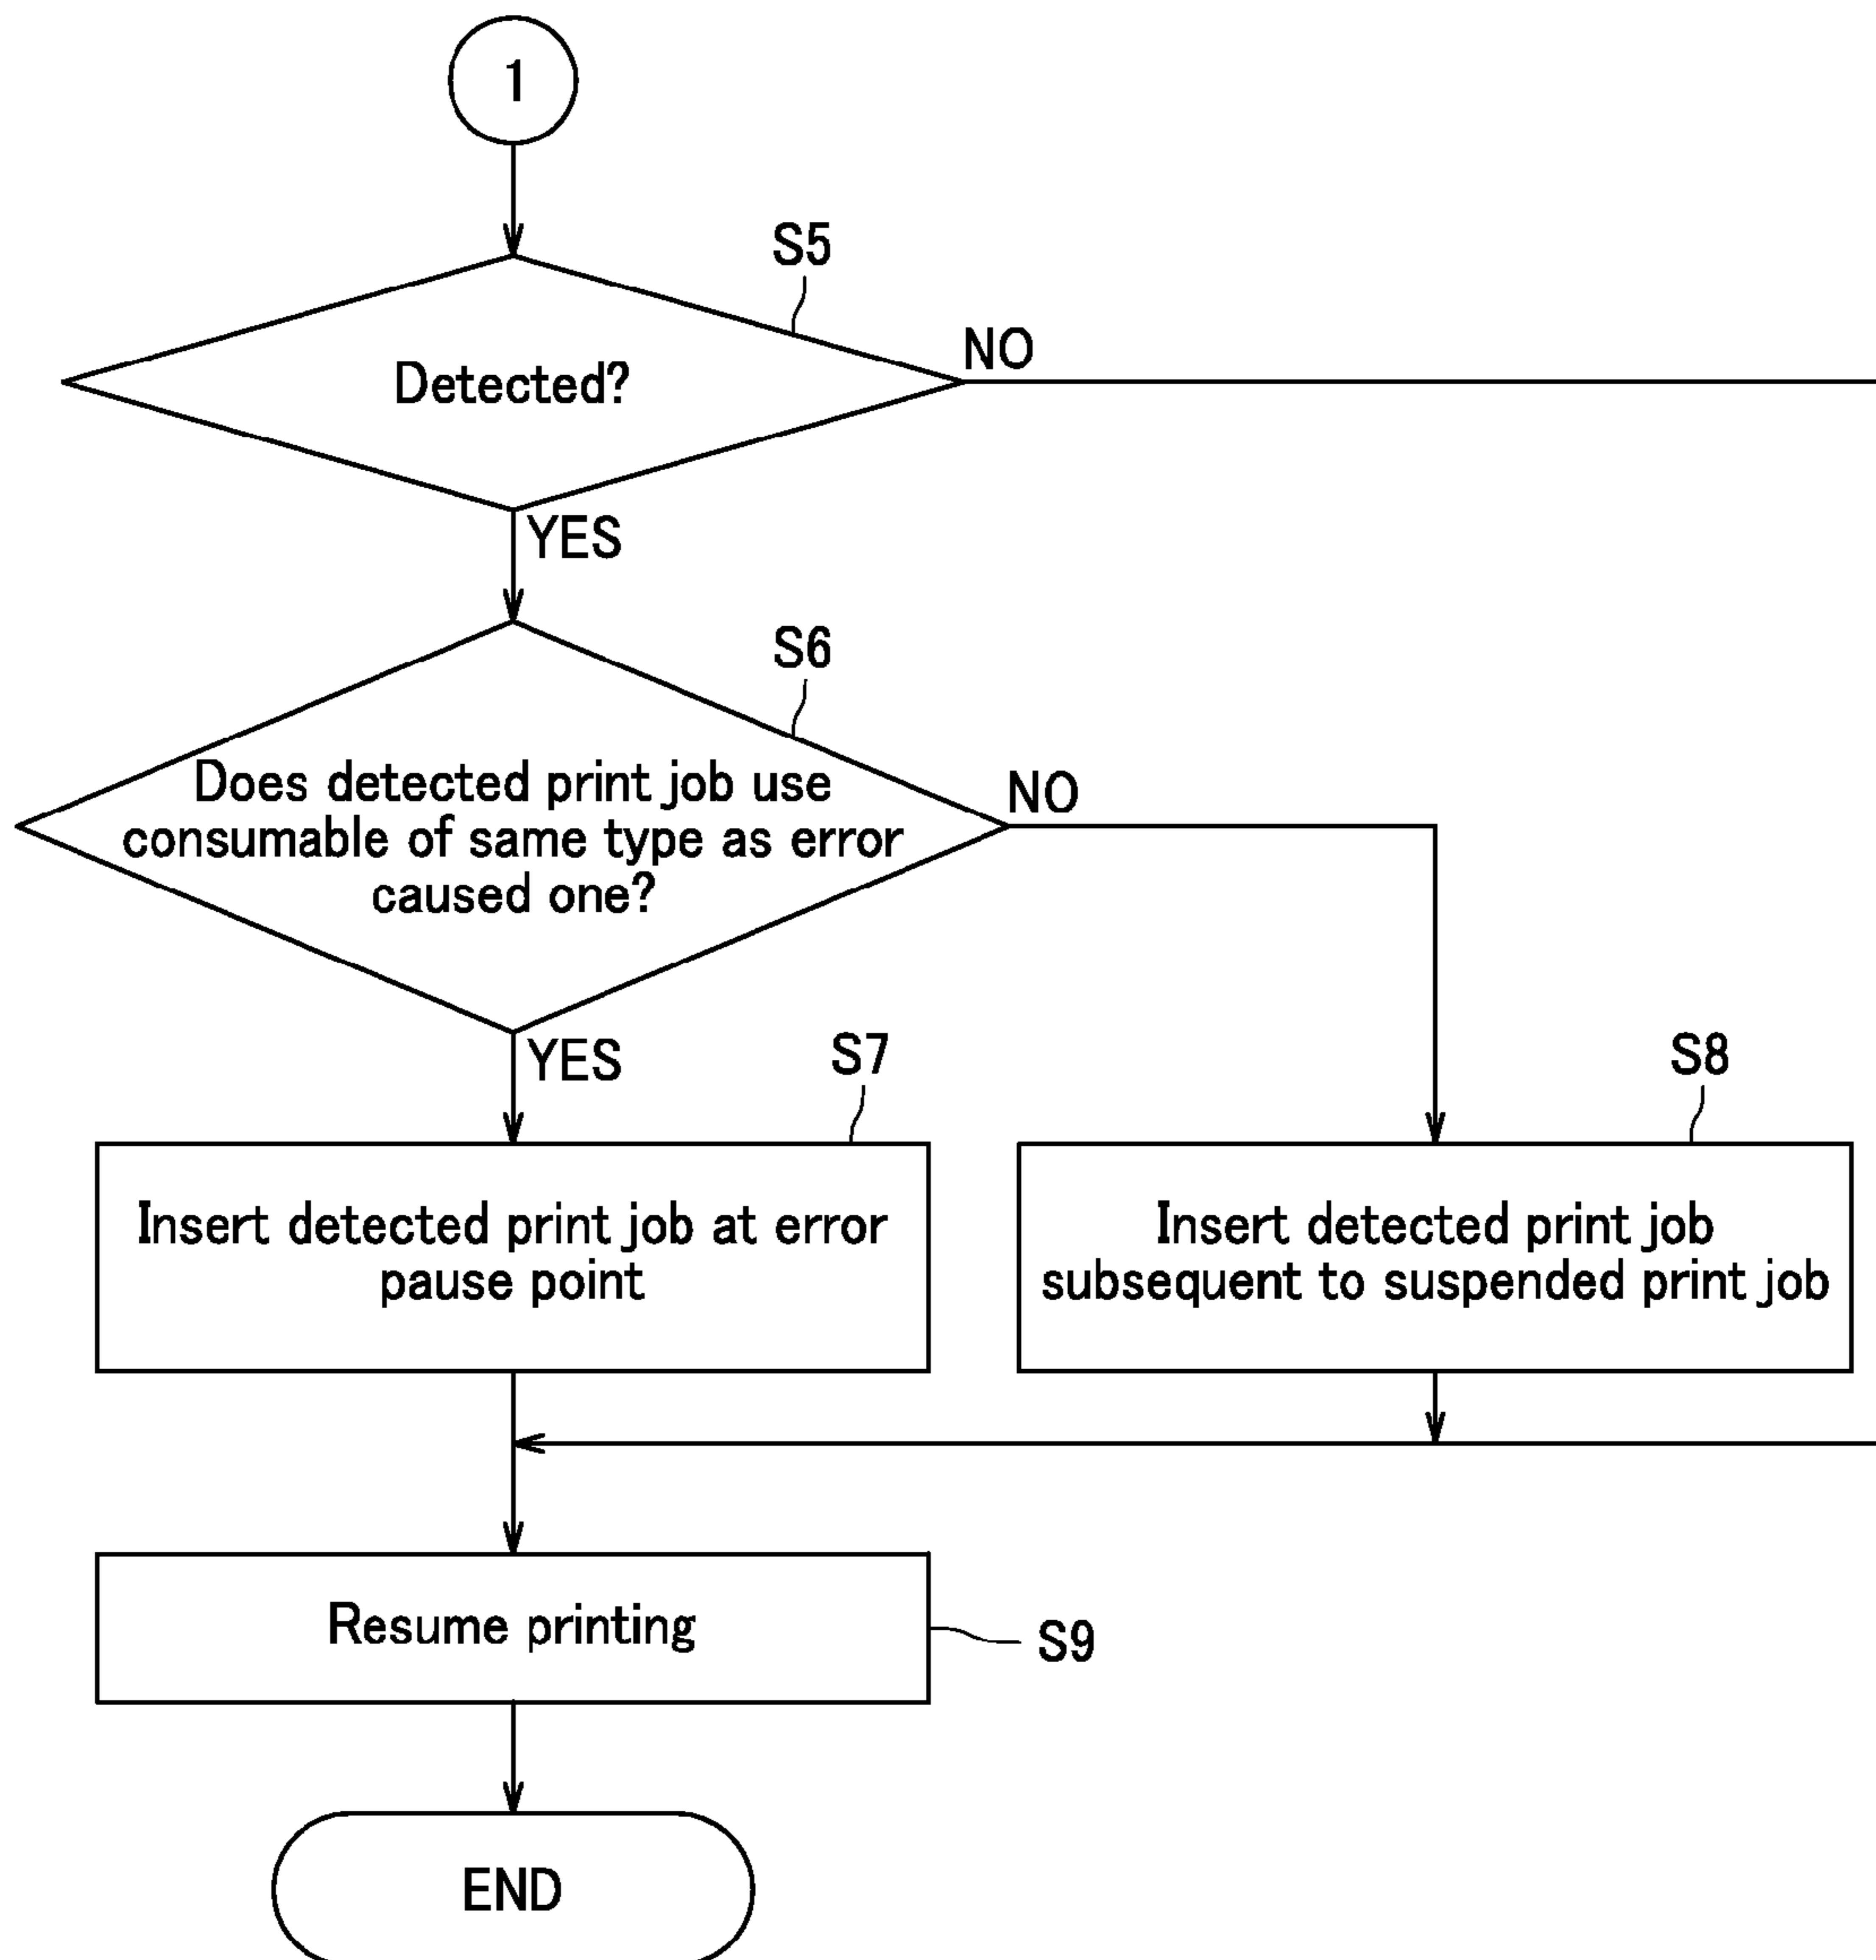 1
S5
Detected?
NO
YES
S6
Does detected print job use
consumable of same type as error
caused one?
NO
YES
S7
S8
Insert detected print job at error
pause point
Insert detected print job
subsequent to suspended print job
Resume printing
S9
END